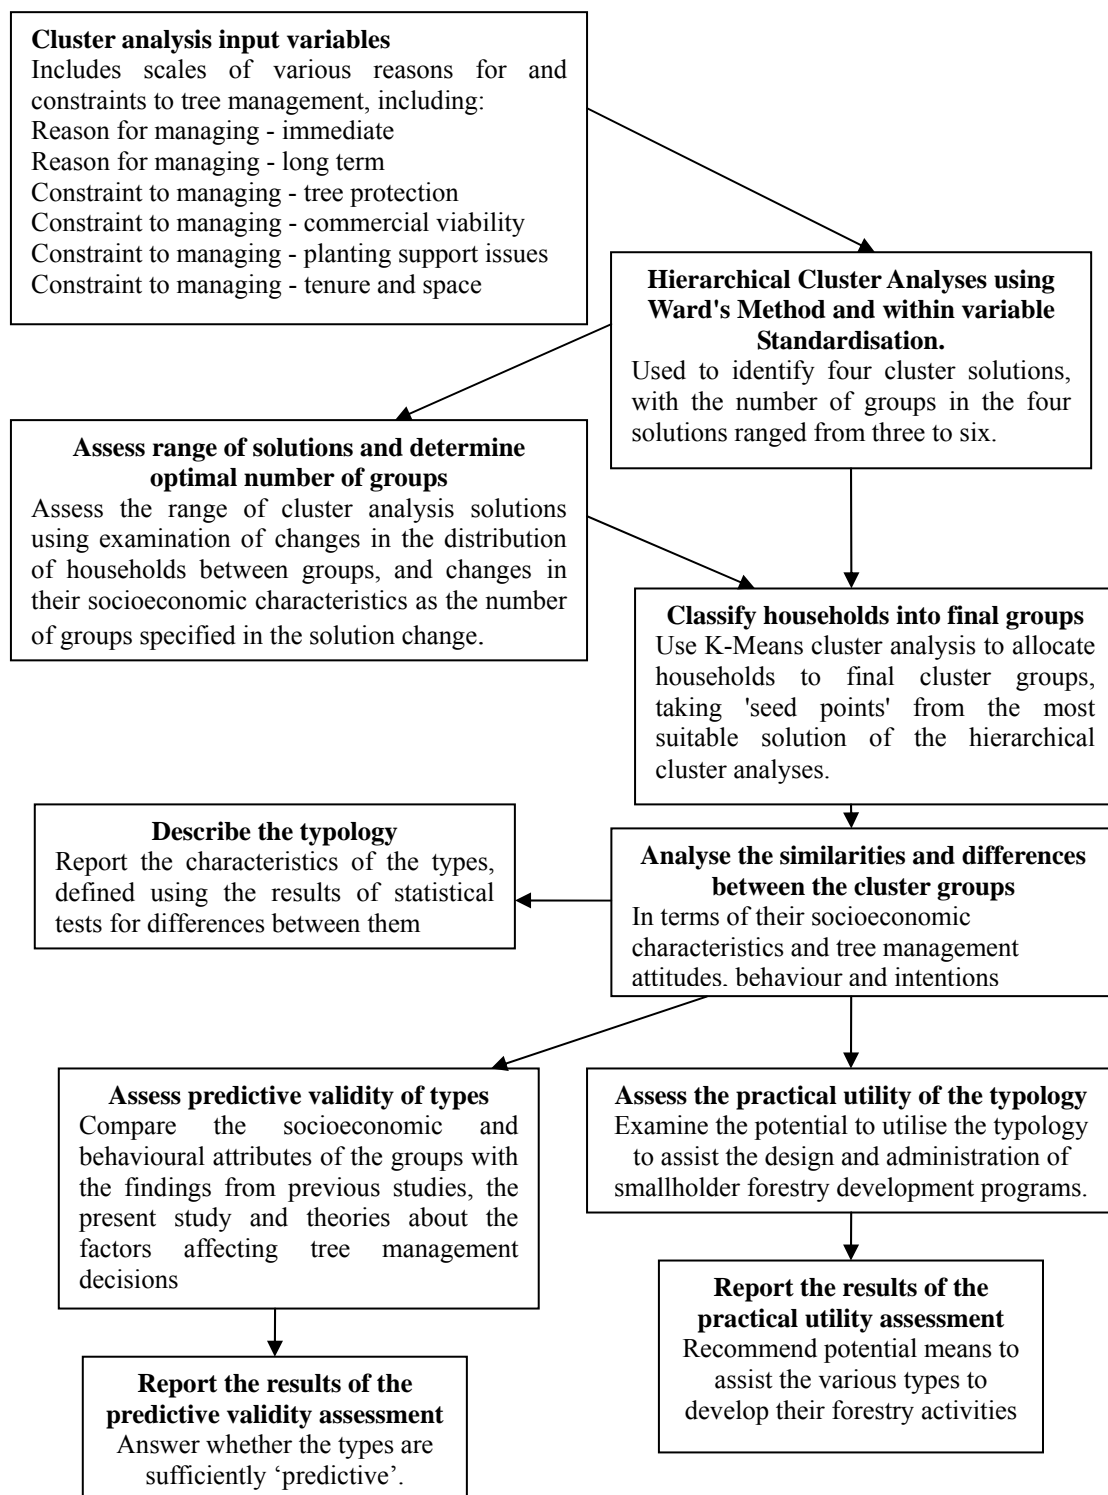 Cluster analysis input variables
Includes scales of various reasons for and
constraints to tree management, including:
Reason for managing - immediate
Reason for managing - long term
Constraint to managing - tree protection
Constraint to managing - commercial viability
Constraint to managing - planting support issues
Constraint to managing - tenure and space
Hierarchical Cluster Analyses using
Ward's Method and within variable
Standardisation.
Used to identify four cluster solutions,
with the number of groups in the four
solutions ranged from three to six.
Assess range of solutions and determine
optimal number of groups
Assess the range of cluster analysis solutions
using examination of changes in the distribution
of households between groups, and changes in
their socioeconomic characteristics as the number
of groups specified in the solution change.
Classify households into final groups
Use K-Means cluster analysis to allocate
households to final cluster groups,
taking 'seed points' from the most
suitable solution of the hierarchical
cluster analyses.
Describe the typology
Report the characteristics of the types,
defined using the results of statistical
tests for differences between them
Analyse the similarities and differences
between the cluster groups
In terms of their socioeconomic
characteristics and tree management
attitudes, behaviour and intentions
Assess predictive validity of types
Compare the socioeconomic and
behavioural attributes of the groups with
the findings from previous studies, the
present study and theories about the
factors affecting tree management
decisions
Assess the practical utility of the typology
Examine the potential to utilise the typology
to assist the design and administration of
smallholder forestry development programs.
Report the results of the
practical utility assessment
Recommend potential means to
assist the various types to
develop their forestry activities
Report the results of the
predictive validity assessment
Answer whether the types are
sufficiently ‘predictive’.